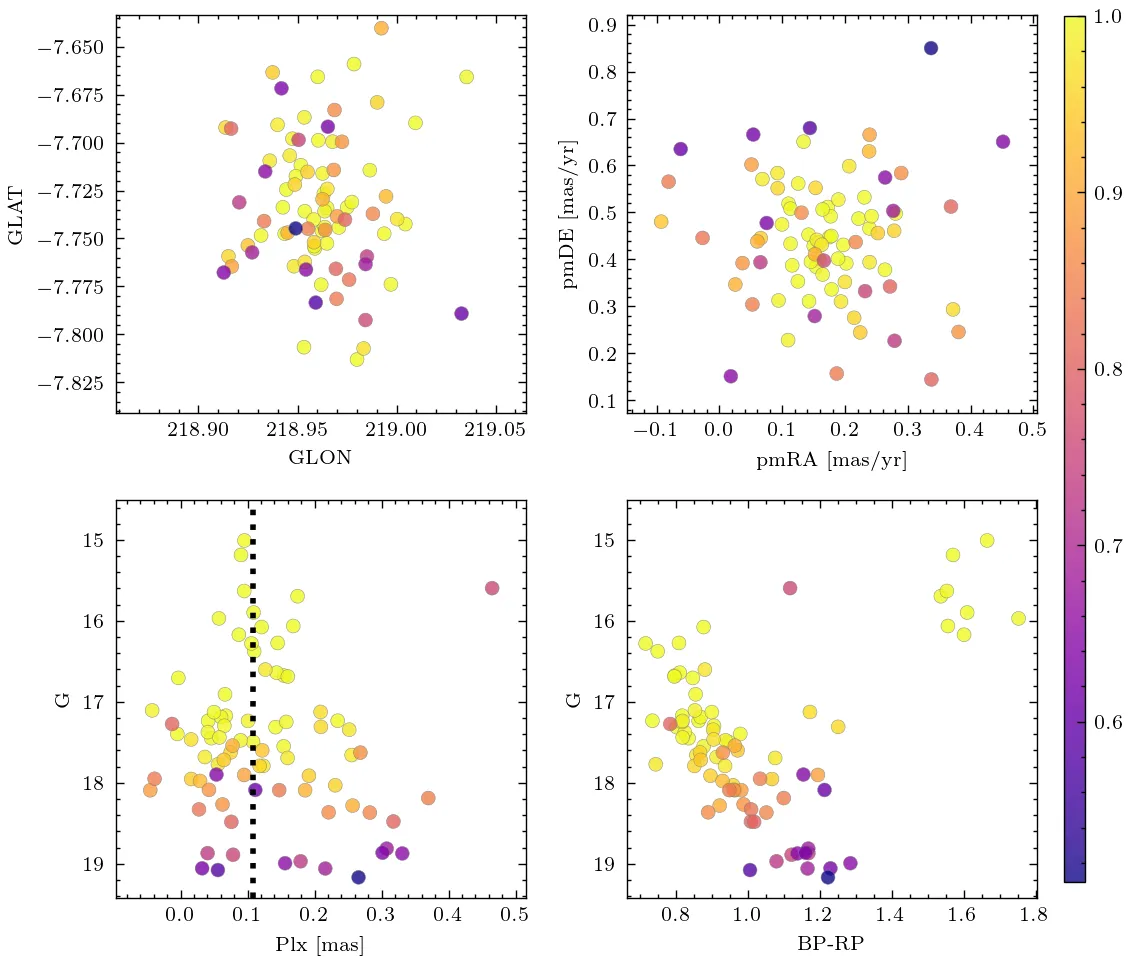 −7.650
−7.675
−7.700
−7.725
−7.750
−7.775
−7.800
−7.825
GLAT
218.90 218.95 219.00 219.05
GLON
0.9
0.8
0.7
0.6
0.5
0.4
0.3
0.2
0.1
pmDE [mas/yr]
−0.1 0.0 0.1 0.2 0.3 0.4 0.5
pmRA [mas/yr]
15
16
17
18
19
G
0.0 0.1 0.2 0.3 0.4 0.5
Plx [mas]
15
16
17
18
19
G
0.8 1.0 1.2 1.4 1.6 1.8
BP-RP
1.0
0.9
0.8
0.7
0.6